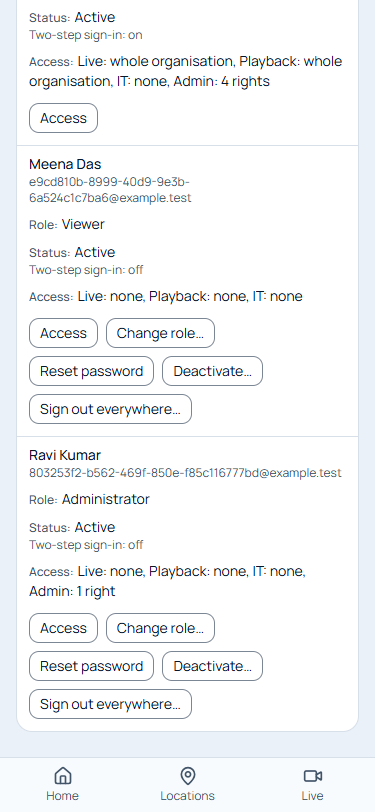 Status: Active
Two-step sign-in: on
Access: Live: whole organisation, Playback: whole
organisation, IT: none, Admin: 4 rights
Access
Meena Das
e9cd810b-8999-40d9-9e3b-
6a524c1c7ba6@example.test
Role: Viewer
Status: Active
Two-step sign-in: off
Access: Live: none, Playback: none, IT: none
Access Change role...
Reset password Deactivate...
Sign out everywhere...
Ravi Kumar
803253f2-b562-469f-850e-f85c116777bd@example.test
Role: Administrator
Status: Active
Two-step sign-in: off
Access: Live: none, Playback: none, IT: none,
Admin: 1 right
Access Change role...
Reset password Deactivate...
Sign out everywhere...
Home Locations Live